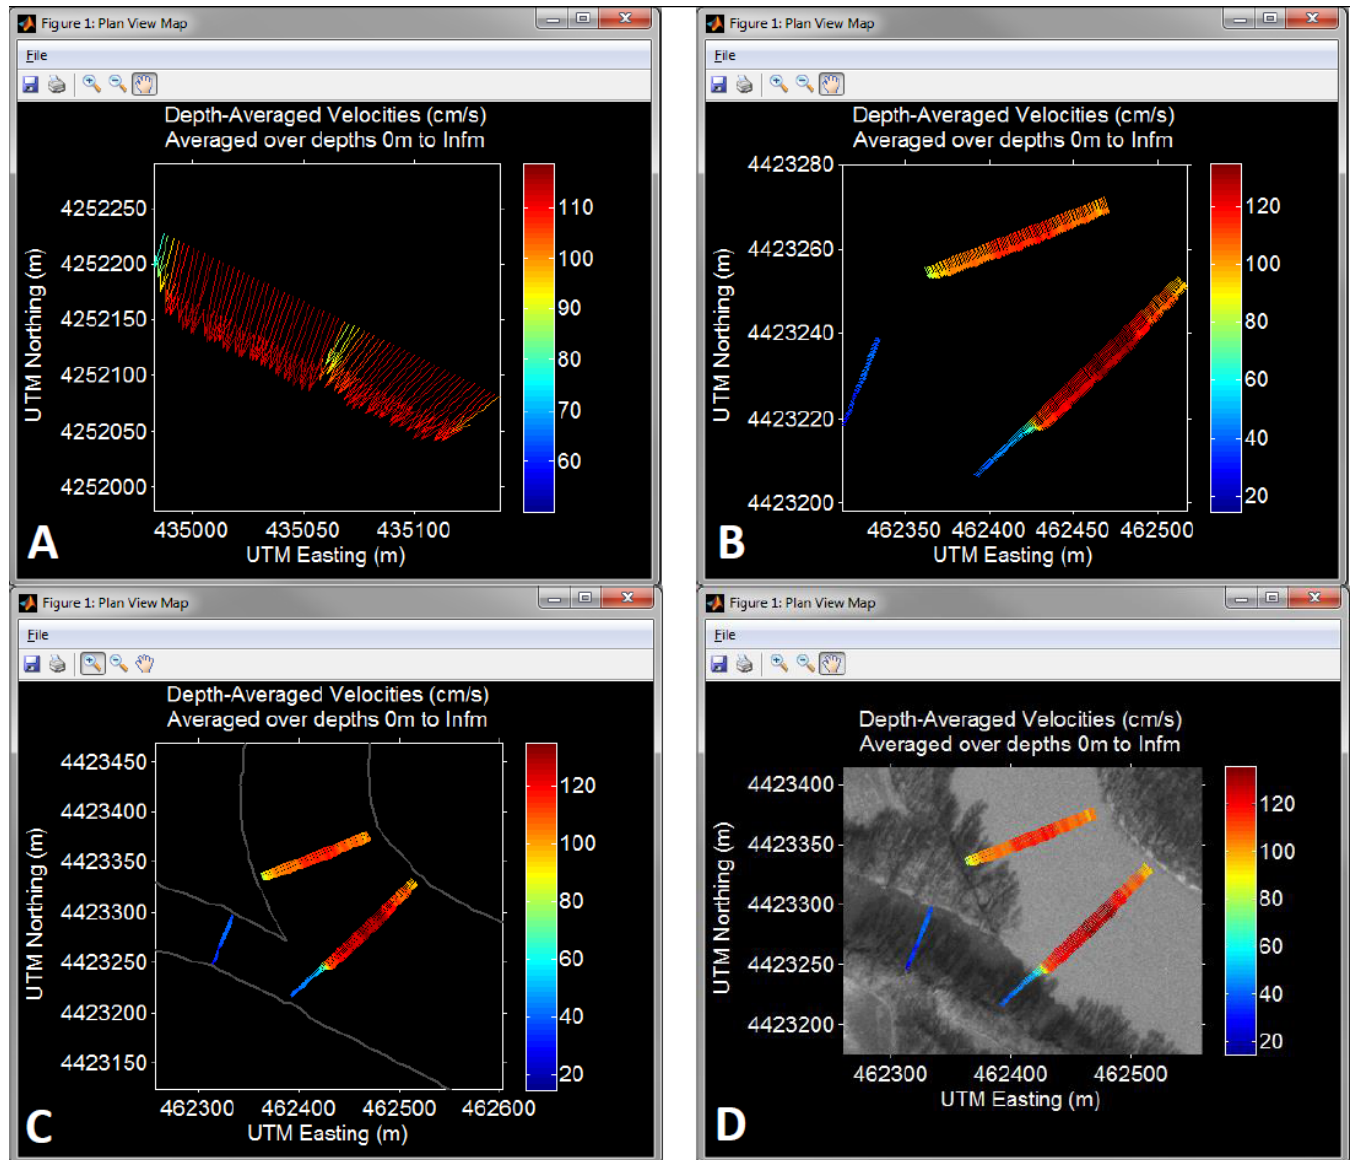 Figure 1: Plan View Map
File
Depth-Averaged Velocities (cm/s)
Averaged over depths 0m to Infm
4252250
4252200
4252150
4252100
4252050
4252000
UTM Northing (m)
435000 435050 435100
UTM Easting (m)
110
100
90
80
70
60
A
Figure 1: Plan View Map
File
Depth-Averaged Velocities (cm/s)
Averaged over depths 0m to Infm
4423280
4423260
4423240
4423220
4423200
UTM Northing (m)
462350 462400 462450 462500
UTM Easting (m)
120
100
80
60
40
20
B
Figure 1: Plan View Map
File
Depth-Averaged Velocities (cm/s)
Averaged over depths 0m to Infm
4423450
4423400
4423350
4423300
4423250
4423200
4423150
UTM Northing (m)
462300 462400 462500 462600
UTM Easting (m)
120
100
80
60
40
20
C
Figure 1: Plan View Map
File
Depth-Averaged Velocities (cm/s)
Averaged over depths 0m to Infm
4423400
4423350
4423300
4423250
4423200
UTM Northing (m)
462300 462400 462500
UTM Easting (m)
120
100
80
60
40
20
D